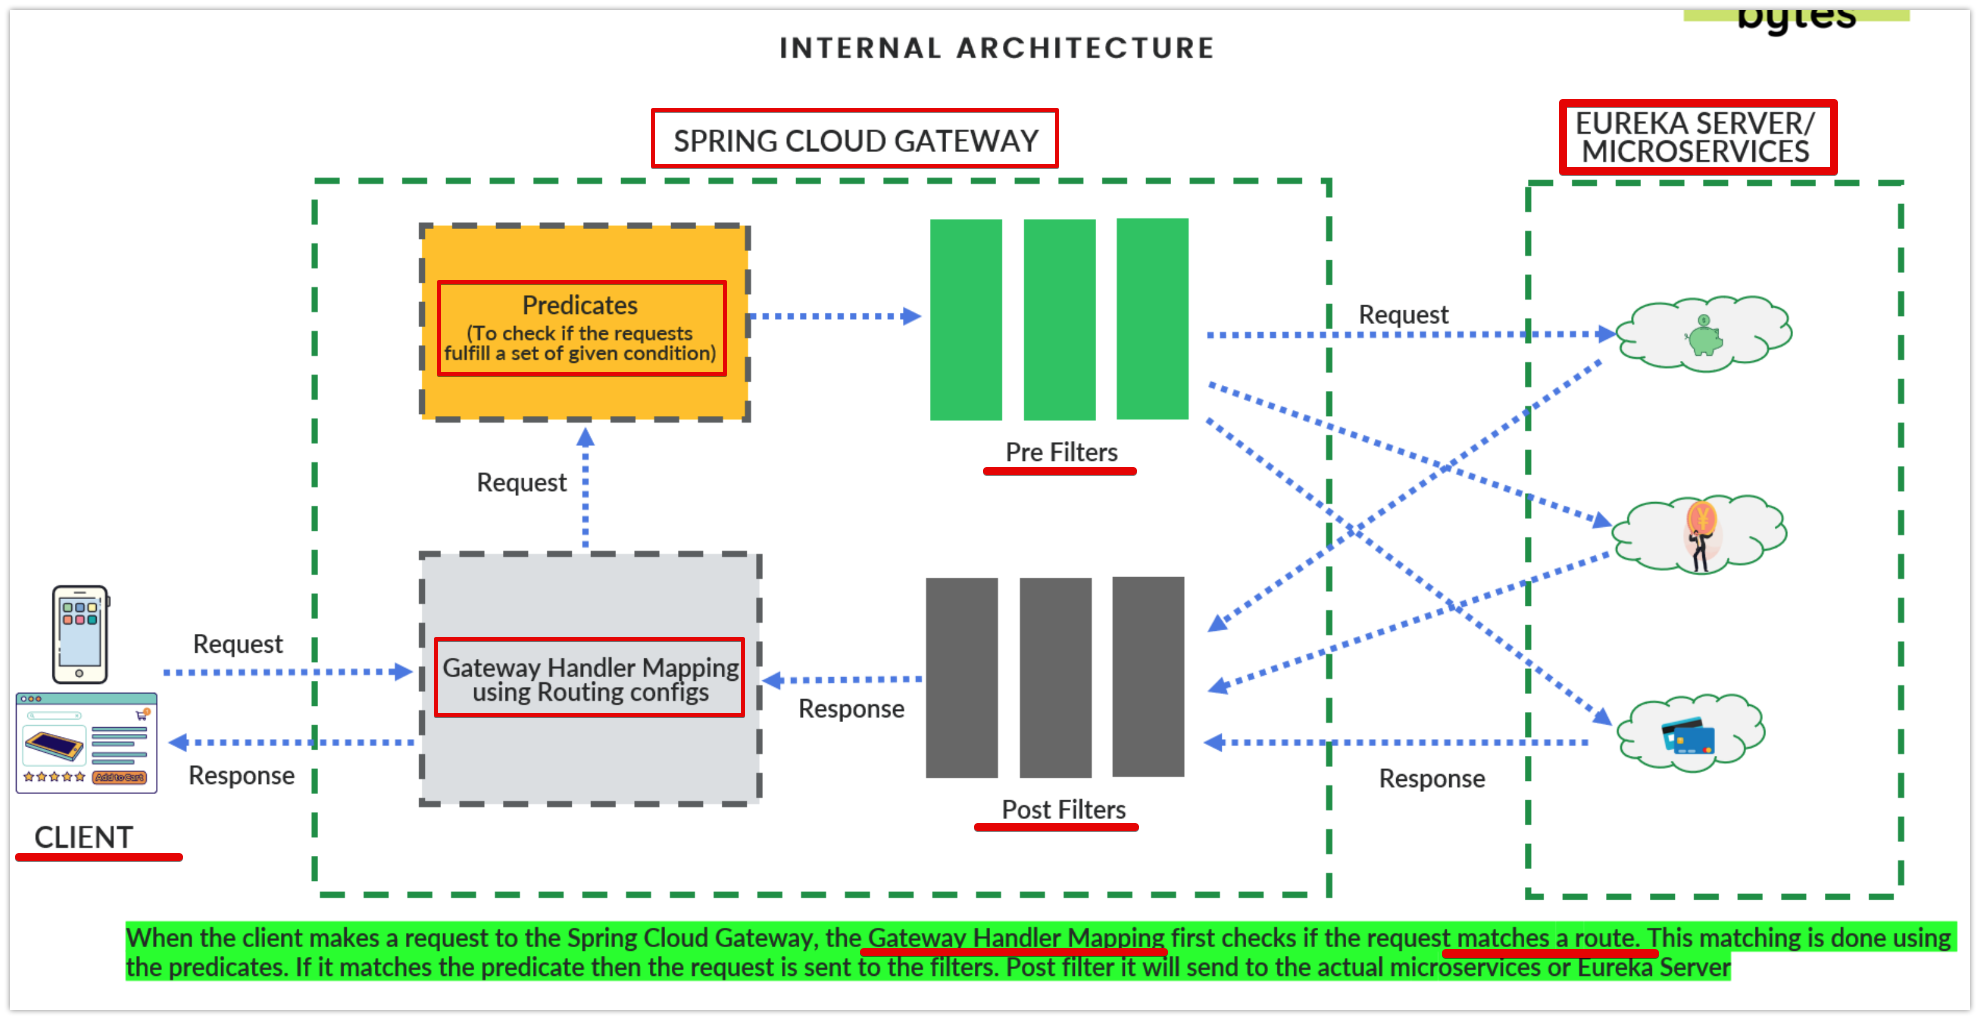 bytes
INTERNAL ARCHITECTURE
SPRING CLOUD GATEWAY
EUREKA SERVER/
MICROSERVICES
Predicates
(To check if the requests
fulfill a set of given condition)
Request
Pre Filters
Request
Request
Gateway Handler Mapping
using Routing configs
Response
Response
Add to Cart
CLIENT
Post Filters
Response
When the client makes a request to the Spring Cloud Gateway, the Gateway Handler Mapping first checks if the request matches a route. This matching is done using
the predicates. If it matches the predicate then the request is sent to the filters. Post filter it will send to the actual microservices or Eureka Server